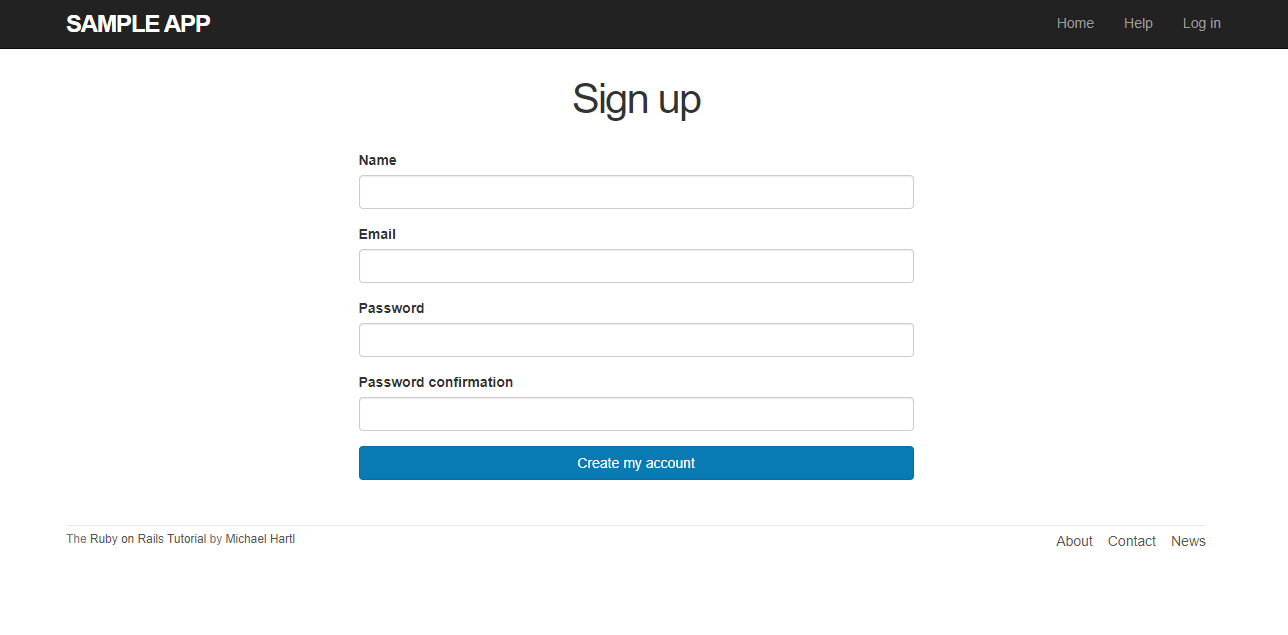 SAMPLE APP
Home Help Log in
Sign up
Name
Email
Password
Password confirmation
Create my account
The Ruby on Rails Tutorial by Michael Hartl
About Contact News